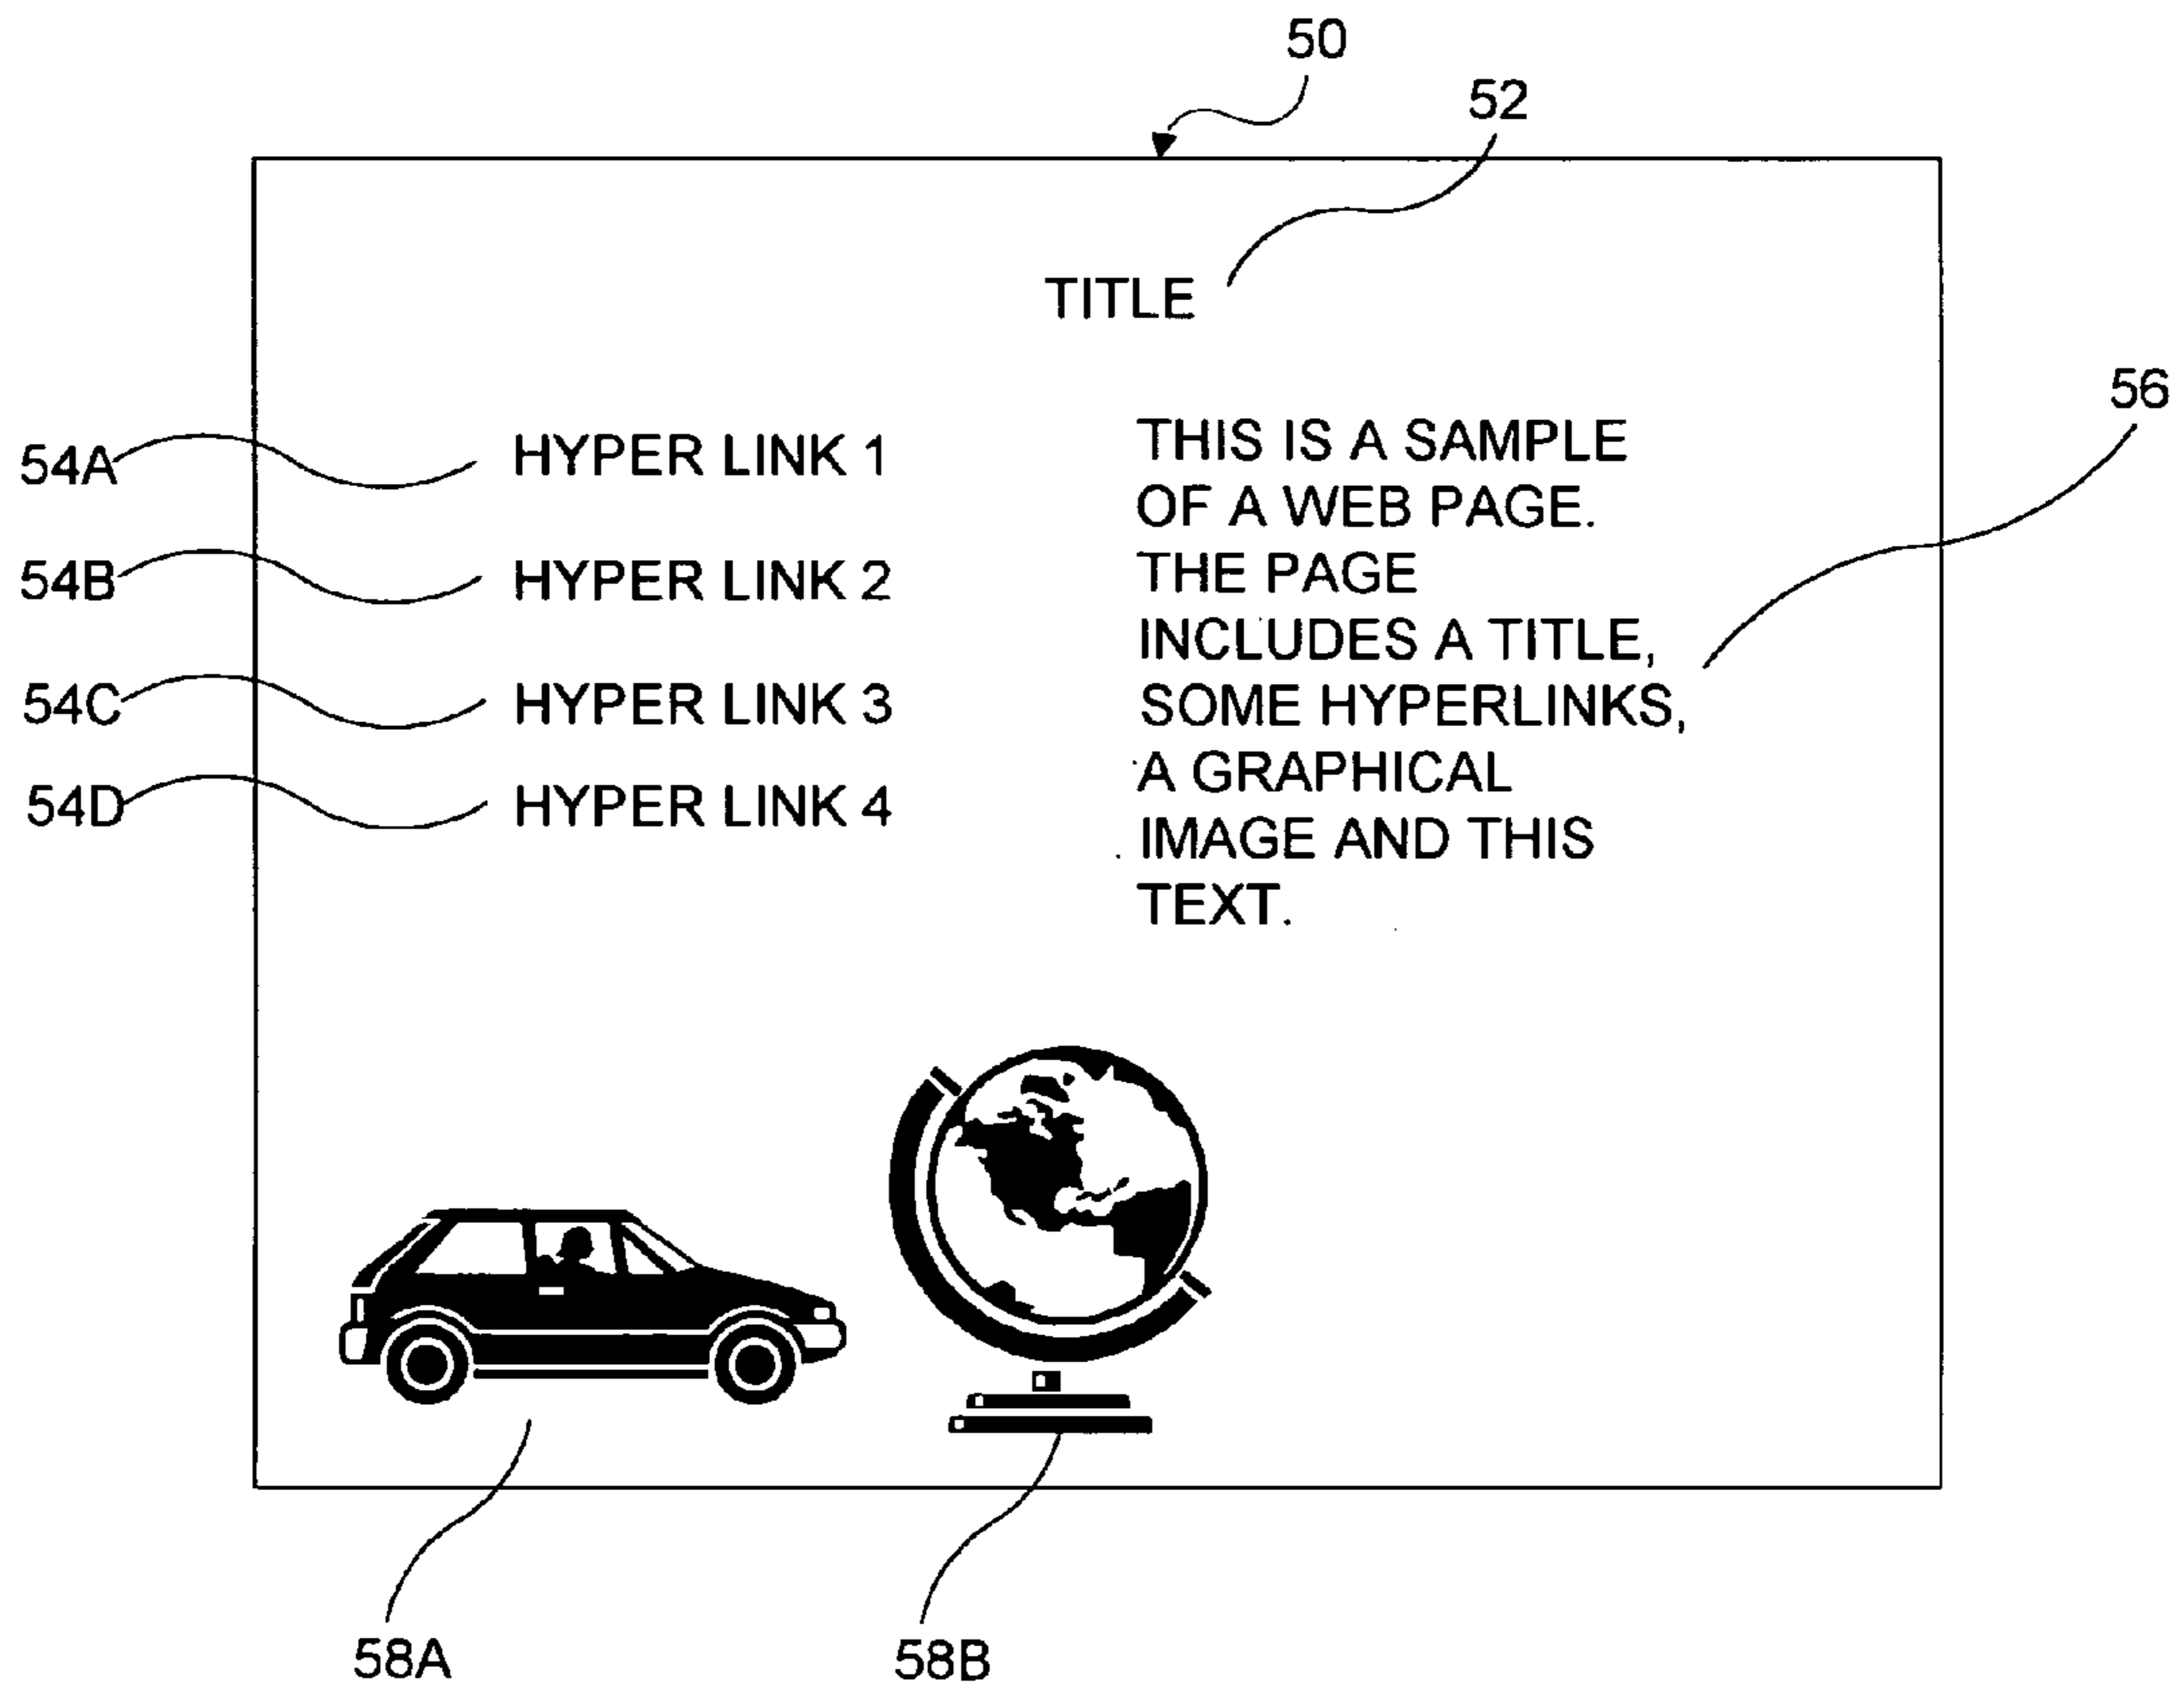 50
52
TITLE
56
54A HYPER LINK 1
54B HYPER LINK 2
54C HYPER LINK 3
54D HYPER LINK 4
THIS IS A SAMPLE
OF A WEB PAGE.
THE PAGE
INCLUDES A TITLE,
SOME HYPERLINKS,
A GRAPHICAL
IMAGE AND THIS
TEXT.
58A
58B